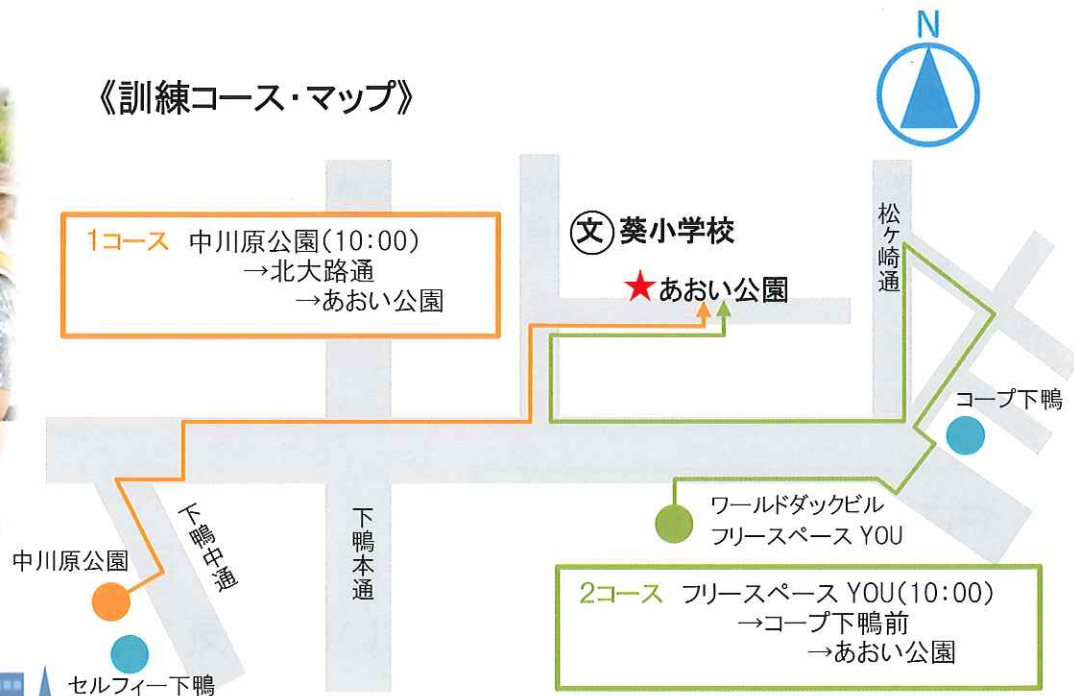 N
《訓練コース・マップ》
1コース 中川原公園(10:00)
→北大路通
→あおい公園
文 葵小学校
★あおい公園
松ヶ崎通
コープ下鴨
ワールドダックビル
フリースペース YOU
下鴨中通
下鴨本通
中川原公園
セルフィー下鴨
2コース フリースペース YOU(10:00)
→コープ下鴨前
→あおい公園